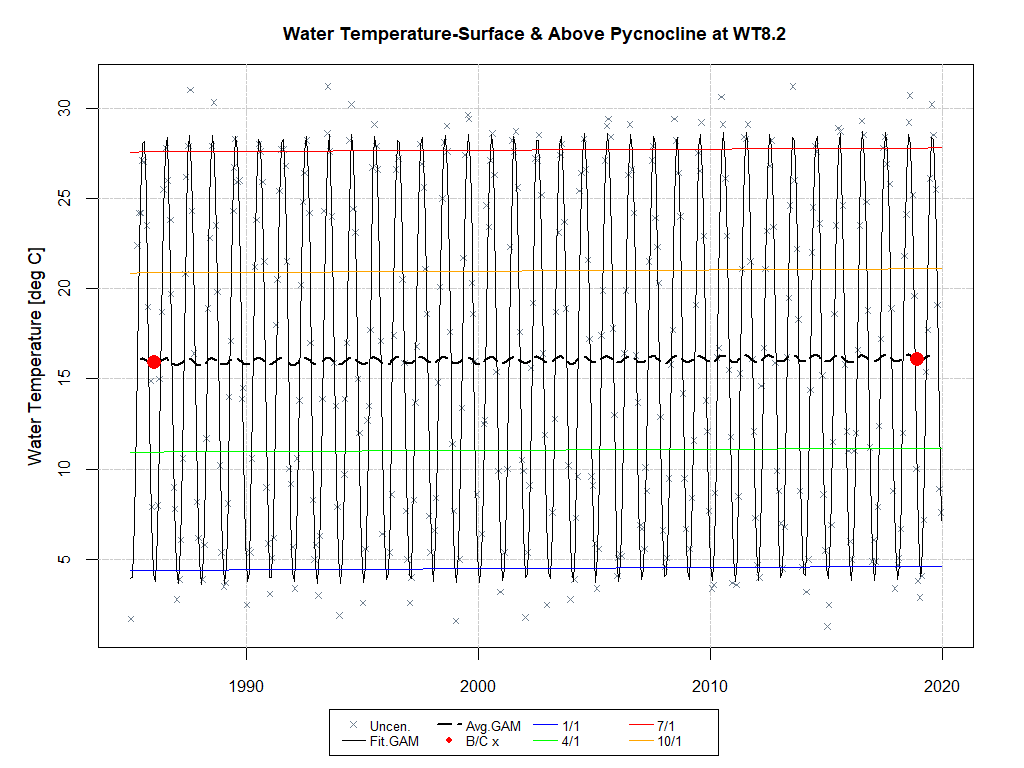 Water Temperature-Surface & Above Pycnocline at WT8.2
Water Temperature [deg C]
30
25
20
15
10
5
1990 2000 2010 2020
Uncen. Avg.GAM 1/1 7/1
Fit.GAM B/C x 4/1 10/1